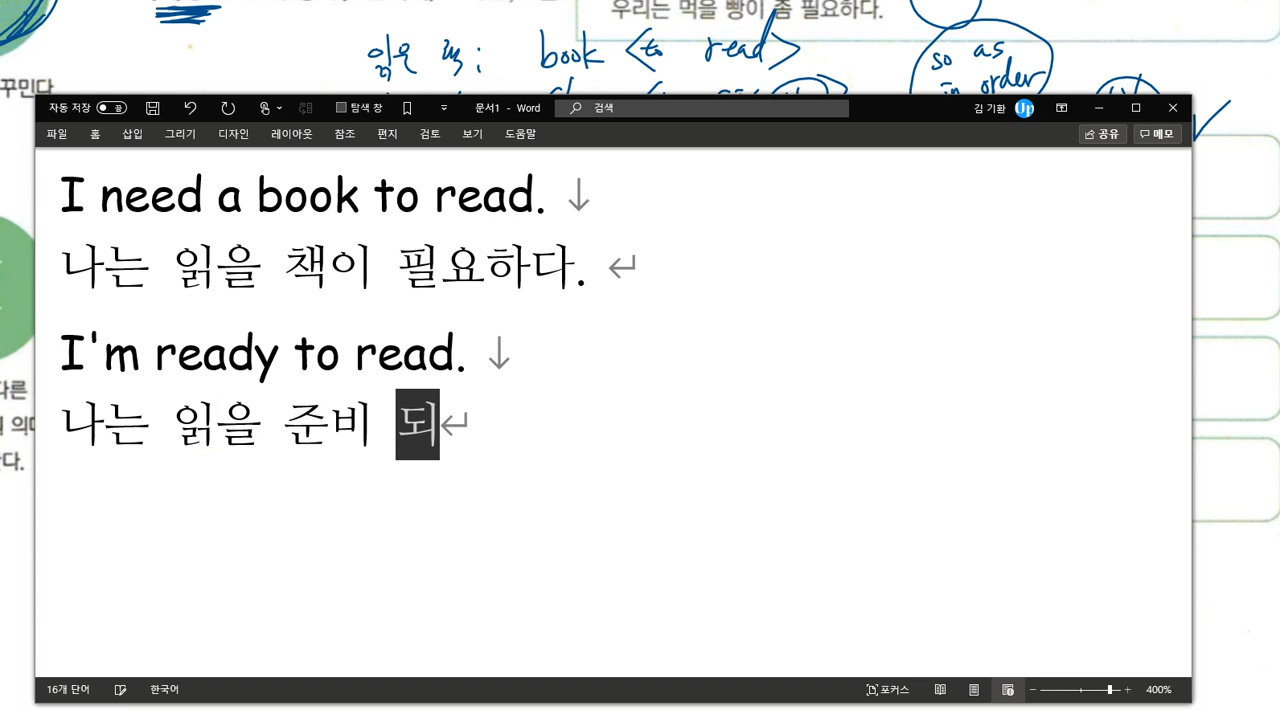 우리는 먹을 빵이 좀 필요하다.
읽을 책; book <to read>
so as
in order
꾸민다
자동 저장 탐색 창 문서1 - Word 검색 김 기환
파일 홈 삽입 그리기 디자인 레이아웃 참조 편지 검토 보기 도움말 공유 메모
I need a book to read. ↓
나는 읽을 책이 필요하다. ↵
I'm ready to read. ↓
나는 읽을 준비 되↵
다른
의
다.
16개 단어 한국어 포커스 400%